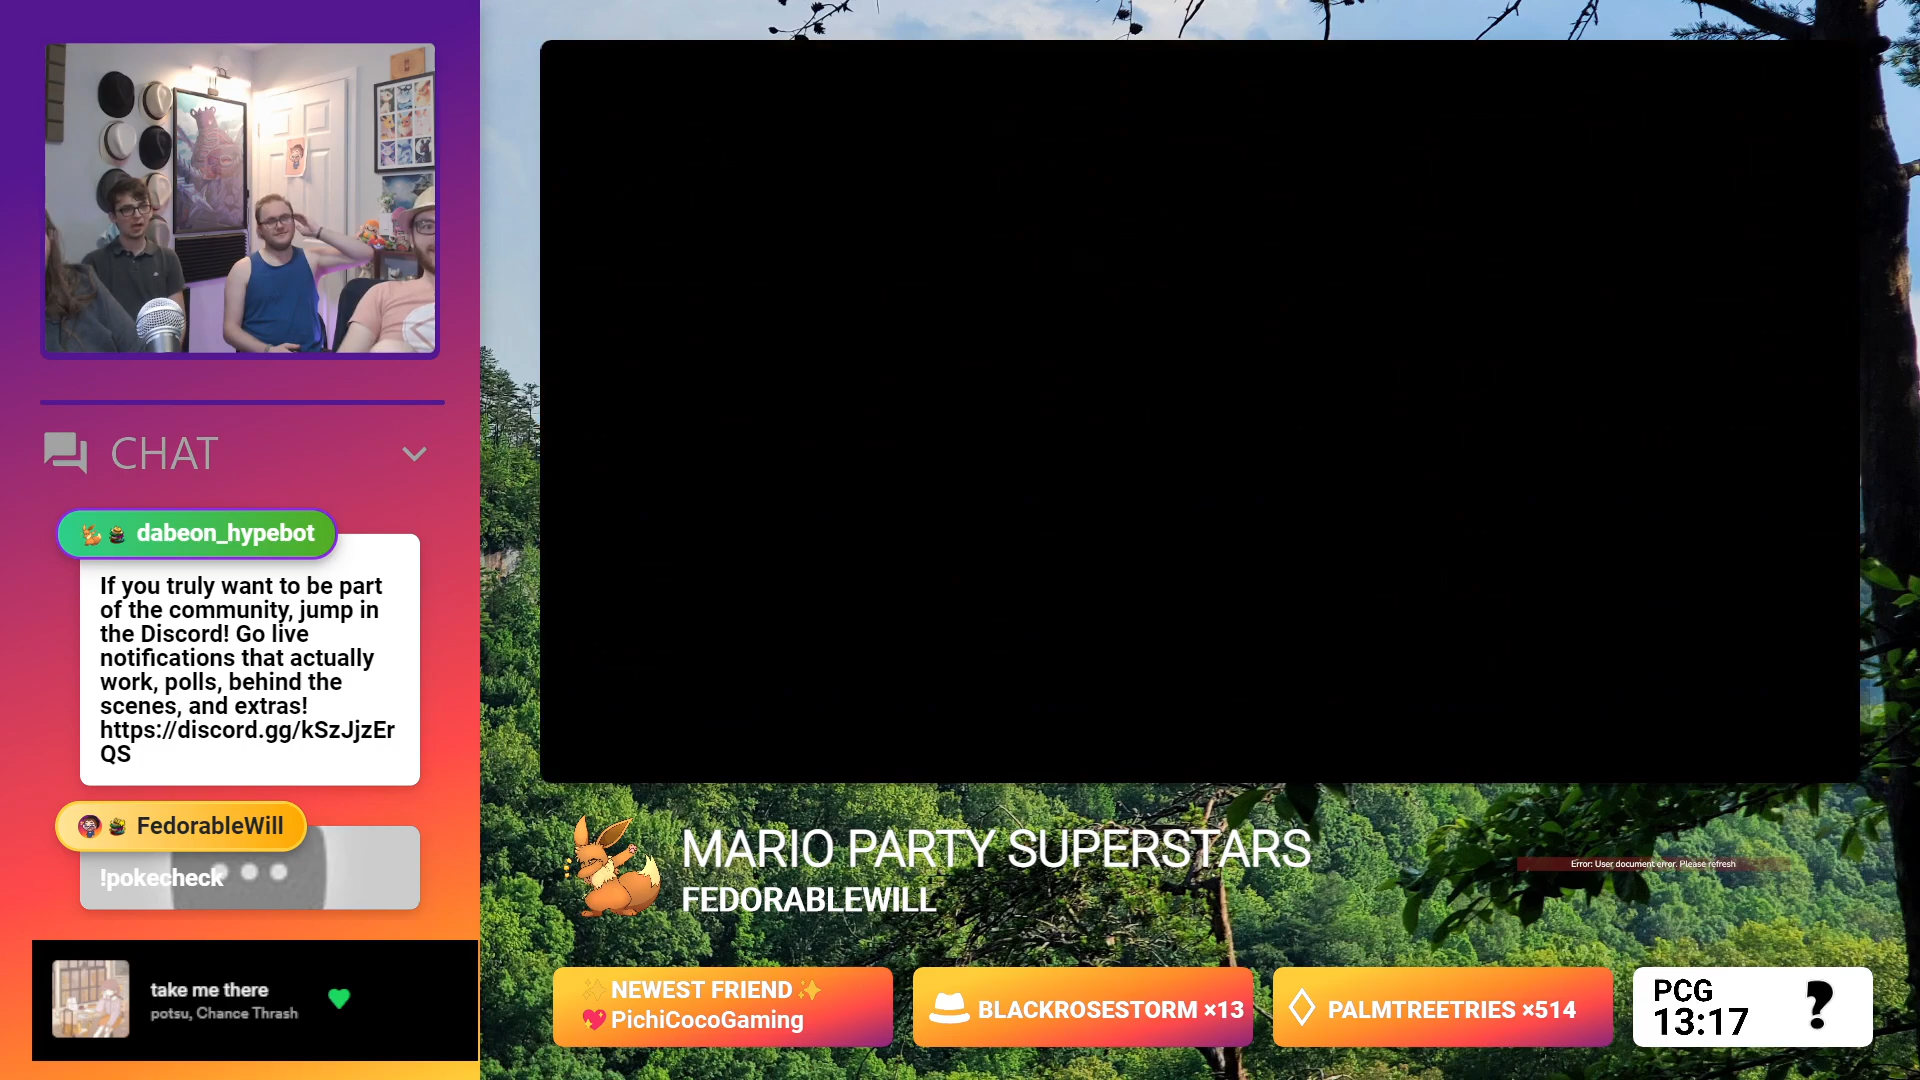 CHAT
dabeon_hypebot
If you truly want to be part
of the community, jump in
the Discord! Go live
notifications that actually
work, polls, behind the
scenes, and extras!
https://discord.gg/kSzJjzEr
QS
FedorableWill
!pokecheck
take me there
potsu, Chance Thrash
MARIO PARTY SUPERSTARS
FEDORABLEWILL
Error: User document error. Please refresh
NEWEST FRIEND
PichiCocoGaming
BLACKROSESTORM ×13
PALMTREETRIES ×514
PCG
13:17
?